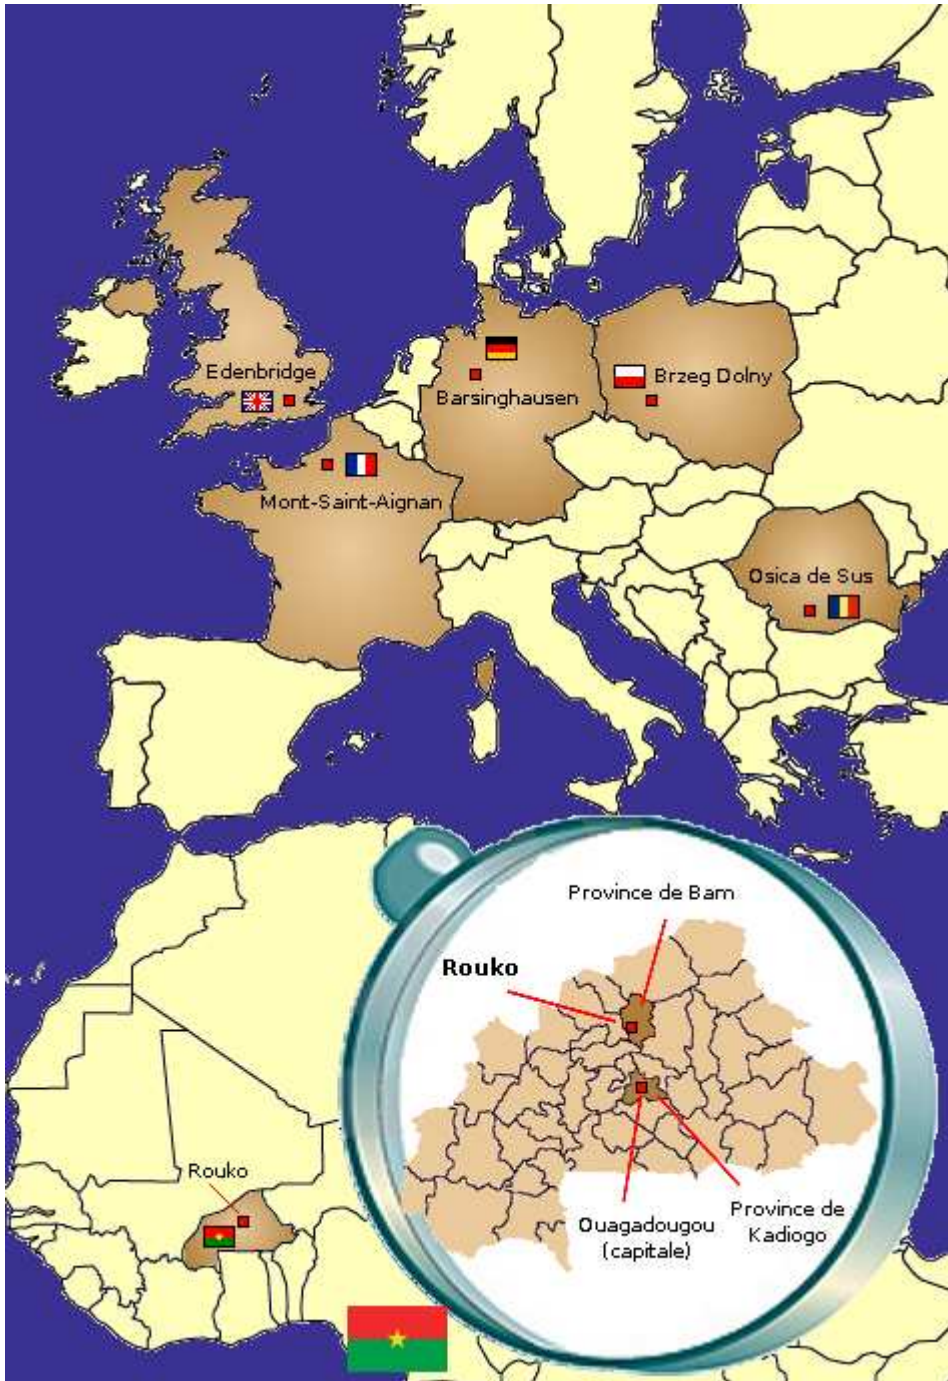 Edenbridge
Barsinghausen
Brzeg Dolny
Mont-Saint-Aignan
Osica de Sus
Province de Bam
Rouko
Rouko
Ouagadougou
(capitale)
Province de
Kadiogo